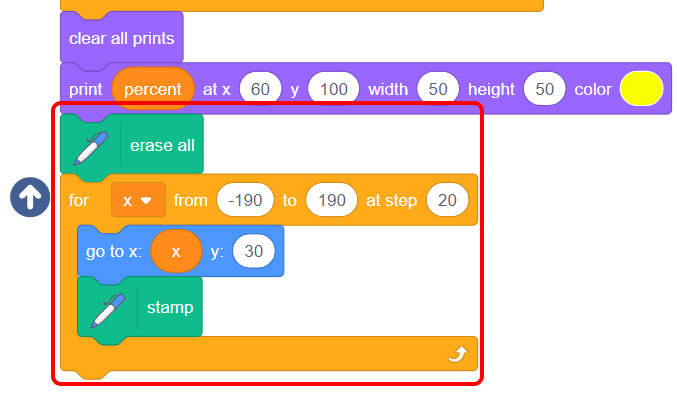 clear all prints
print percent at x 60 y 100 width 50 height 50 color
erase all
for x from -190 to 190 at step 20
go to x: x y: 30
stamp